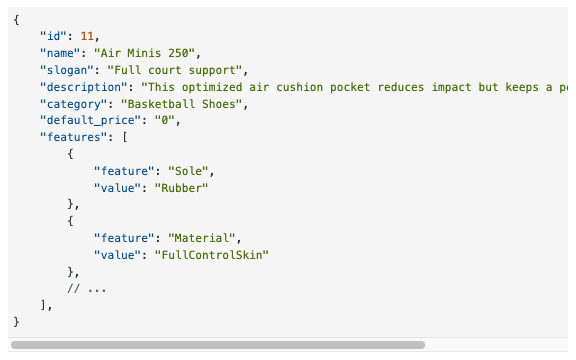 {
    "id": 11,
    "name": "Air Minis 250",
    "slogan": "Full court support",
    "description": "This optimized air cushion pocket reduces impact but keeps a
    "category": "Basketball Shoes",
    "default_price": "0",
    "features": [
        {
            "feature": "Sole",
            "value": "Rubber"
        },
        {
            "feature": "Material",
            "value": "FullControlSkin"
        },
        // ...
    ],
}